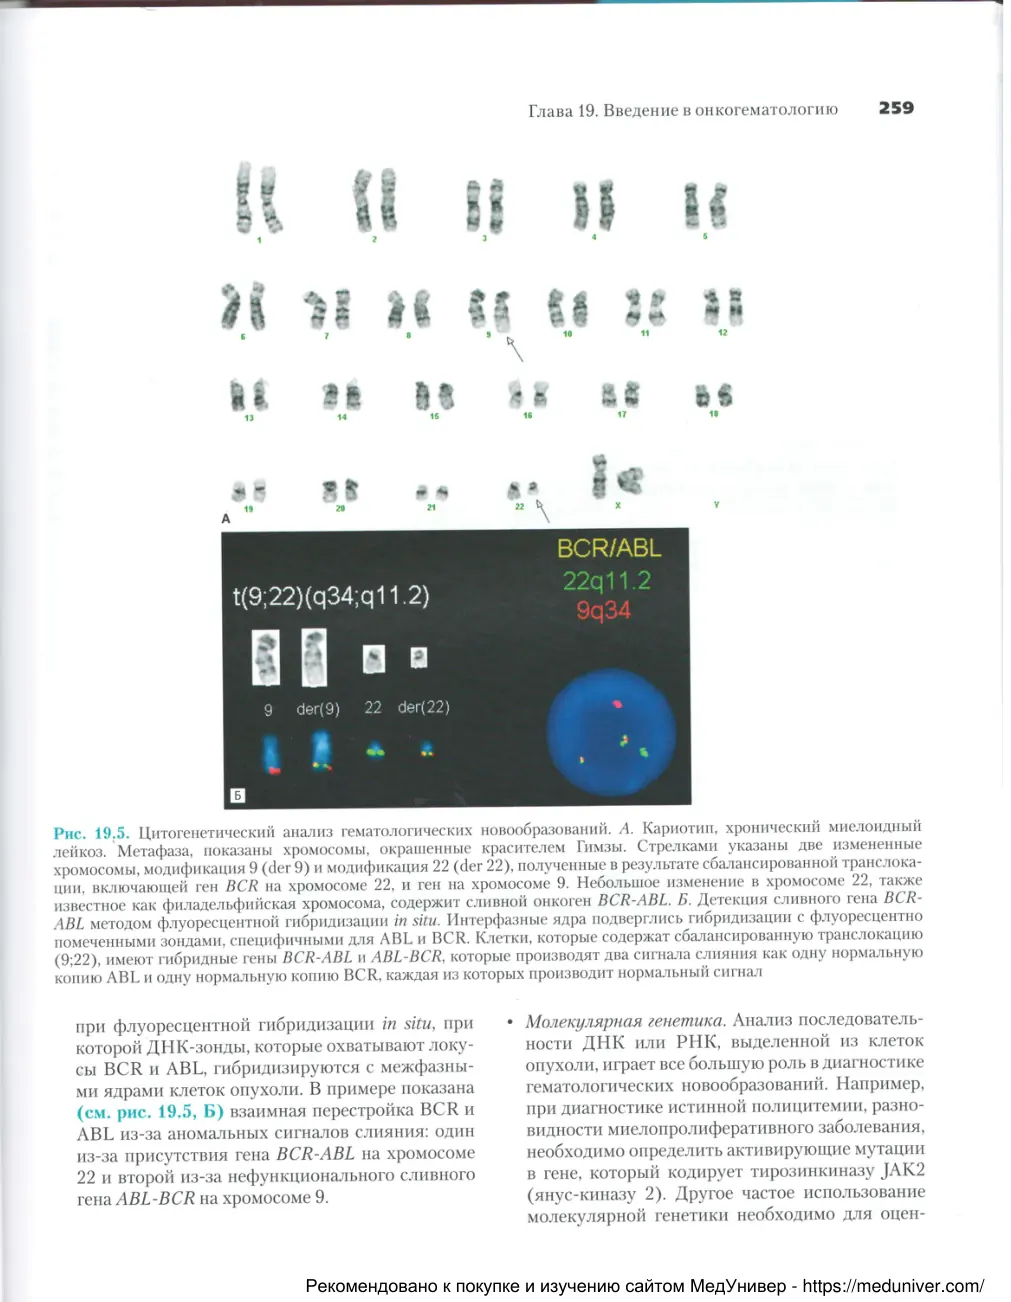 Глава 19. Введение в онкогематологию 259
1 2 3 4 5
6 7 8 9 10 11 12
13 14 15 16 17 18
19 20 21 22 X Y
А
BCR/ABL
22q11.2
9q34
t(9;22)(q34;q11.2)
9 der(9) 22 der(22)
Б
Рис. 19.5. Цитогенетический анализ гематологических новообразований. А. Кариотип, хронический миелоидный
лейкоз. Метафаза, показаны хромосомы, окрашенные красителем Гимзы. Стрелками указаны две измененные
хромосомы, модификация 9 (der 9) и модификация 22 (der 22), полученные в результате сбалансированной транслока-
ции, включающей ген BCR на хромосоме 22, и ген на хромосоме 9. Небольшое изменение в хромосоме 22, также
известное как филадельфийская хромосома, содержит сливной онкоген BCR-ABL. Б. Детекция сливного гена BCR-
ABL методом флуоресцентной гибридизации in situ. Интерфазные ядра подверглись гибридизации с флуоресцентно
помеченными зондами, специфичными для ABL и BCR. Клетки, которые содержат сбалансированную транслокацию
(9;22), имеют гибридные гены BCR-ABL и ABL-BCR, которые производят два сигнала слияния как одну нормальную
копию ABL и одну нормальную копию BCR, каждая из которых производит нормальный сигнал
при флуоресцентной гибридизации in situ, при
которой ДНК-зонды, которые охватывают локу-
сы BCR и ABL, гибридизируются с межфазны-
ми ядрами клеток опухоли. В примере показана
(см. рис. 19.5, Б) взаимная перестройка BCR и
ABL из-за аномальных сигналов слияния: один
из-за присутствия гена BCR-ABL на хромосоме
22 и второй из-за нефункционального сливного
гена ABL-BCR на хромосоме 9.
• Молекулярная генетика. Анализ последователь-
ности ДНК или РНК, выделенной из клеток
опухоли, играет все большую роль в диагностике
гематологических новообразований. Например,
при диагностике истинной полицитемии, разно-
видности миелопролиферативного заболевания,
необходимо определить активирующие мутации
в гене, который кодирует тирозинкиназу JAK2
(янус-киназу 2). Другое частое использование
молекулярной генетики необходимо для оцен-
Рекомендовано к покупке и изучению сайтом МедУнивер - https://meduniver.com/